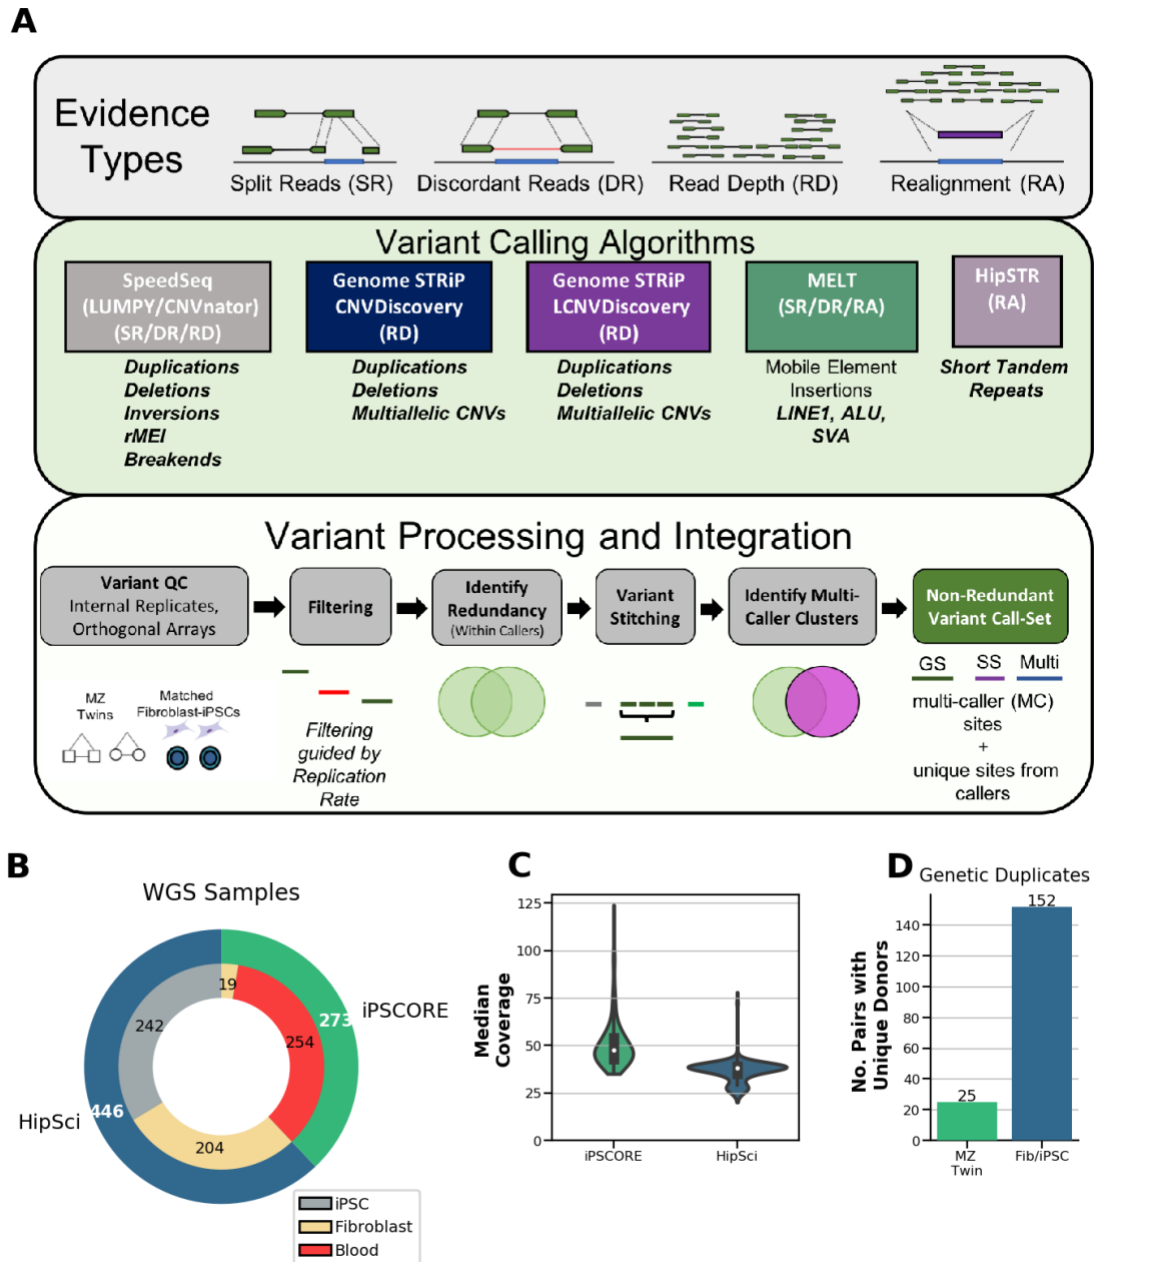 A
Evidence
Types
Split Reads (SR)
Discordant Reads (DR)
Read Depth (RD)
Realignment (RA)
Variant Calling Algorithms
SpeedSeq
(LUMPY/CNVnator)
(SR/DR/RD)
Duplications
Deletions
Inversions
rMEI
Breakends
Genome STRiP
CNVDiscovery
(RD)
Duplications
Deletions
Multiallelic CNVs
Genome STRiP
LCNVDiscovery
(RD)
Duplications
Deletions
Multiallelic CNVs
MELT
(SR/DR/RA)
Mobile Element
Insertions
LINE1, ALU,
SVA
HipSTR
(RA)
Short Tandem
Repeats
Variant Processing and Integration
Variant QC
Internal Replicates,
Orthogonal Arrays
MZ
Twins
Matched
Fibroblast-iPSCs
Filtering
Filtering
guided by
Replication
Rate
Identify
Redundancy
(Within Callers)
Variant
Stitching
Identify Multi-
Caller Clusters
Non-Redundant
Variant Call-Set
GS SS Multi
multi-caller (MC)
sites
+
unique sites from
callers
B
WGS Samples
19
273
iPSCORE
242
254
HipSci
446
204
iPSC
Fibroblast
Blood
C
Median
Coverage
125
100
75
50
25
0
iPSCORE
HipSci
D
Genetic Duplicates
No. Pairs with
Unique Donors
152
140
120
100
80
60
40
25
20
0
MZ
Twin
Fib/iPSC